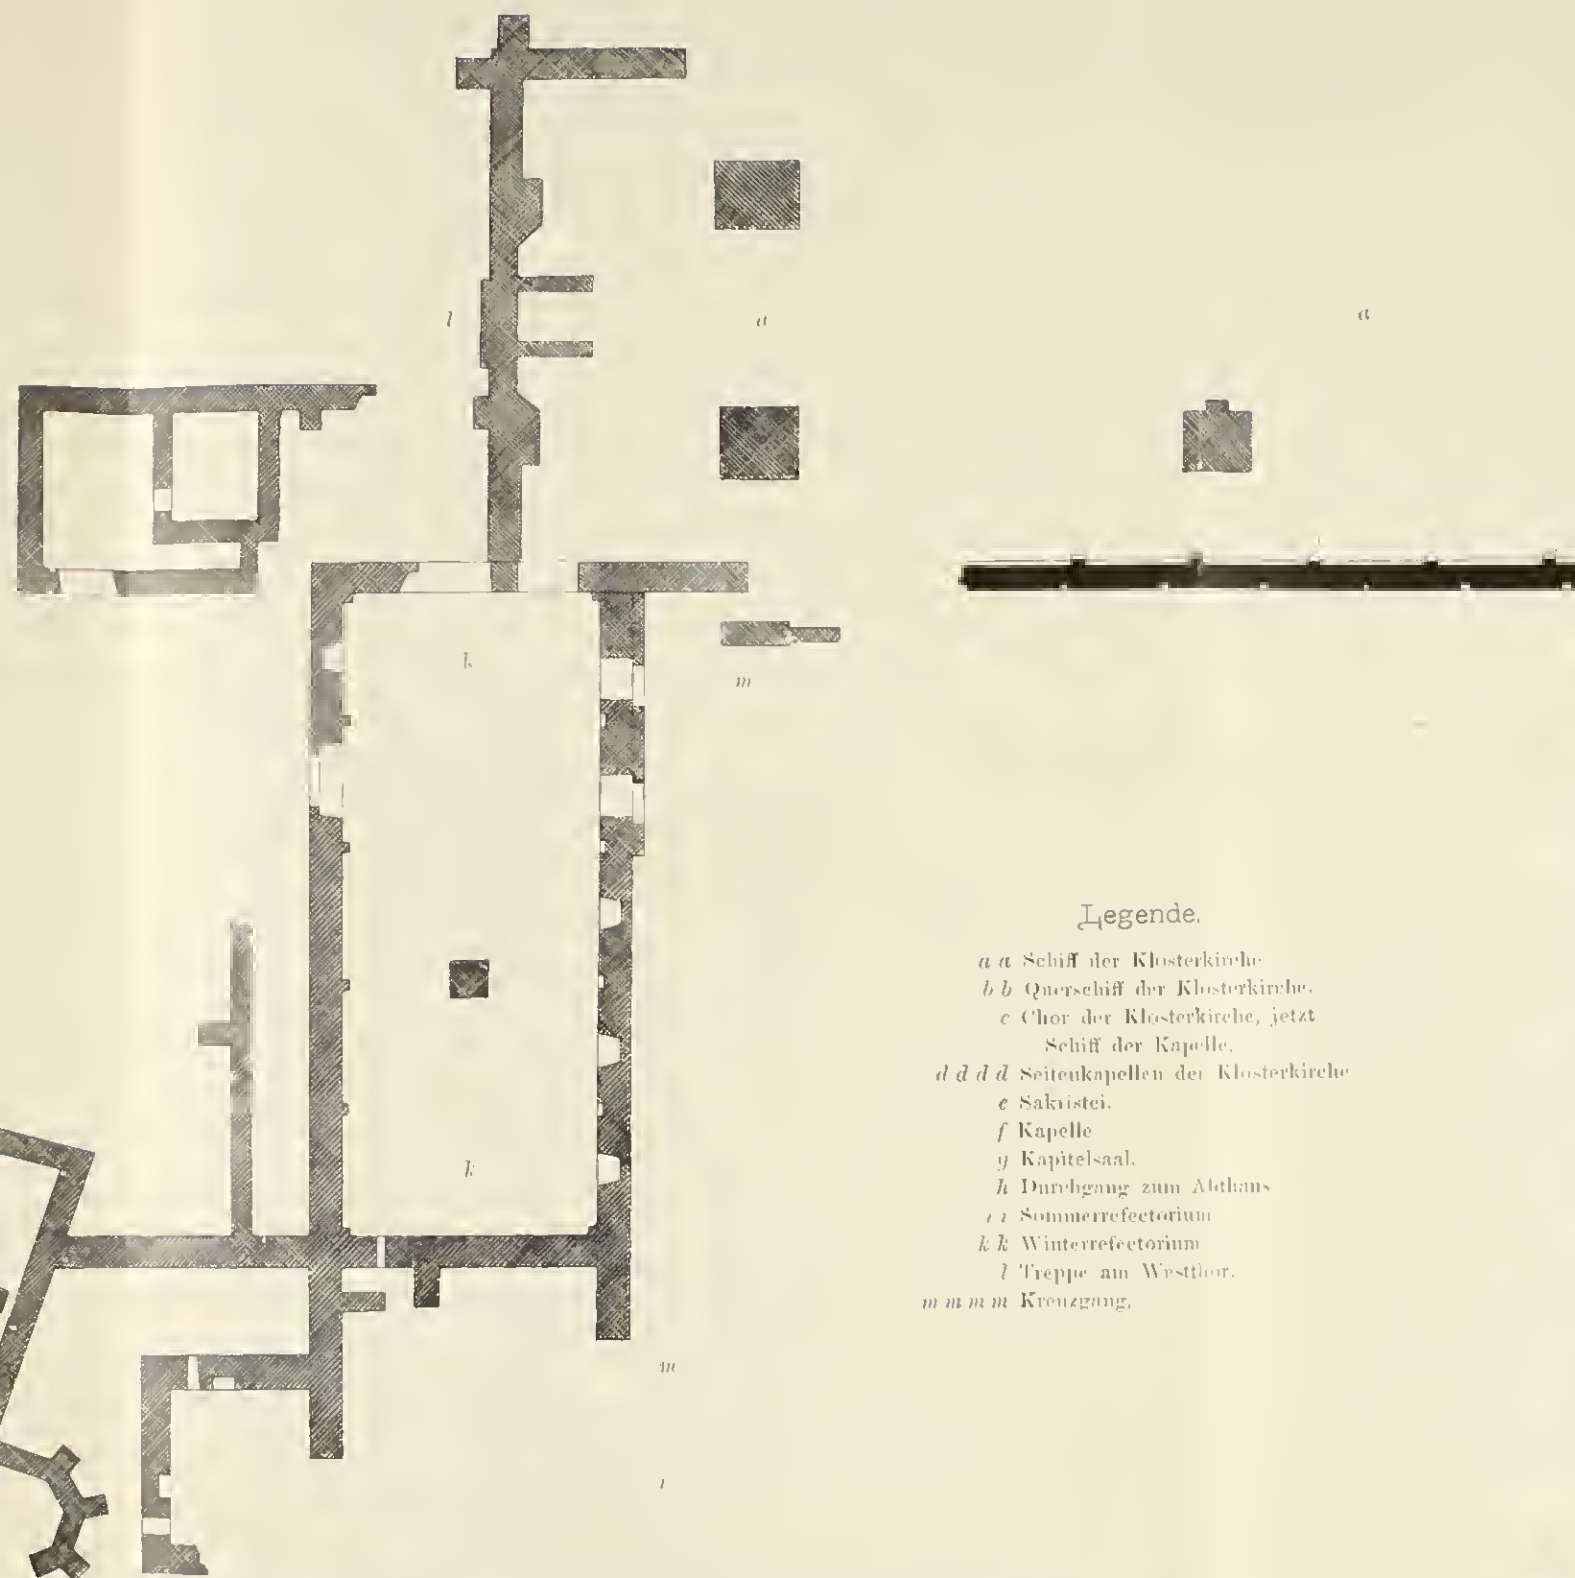 l
a
a
k
m
k
Legende.
a a Schiff der Klosterkirche
b b Querschiff der Klosterkirche.
c Chor der Klosterkirche, jetzt
Schiff der Kapelle.
d d d d Seitenkapellen der Klosterkirche
e Sakristei.
f Kapelle
g Kapitelsaal.
h Durchgang zum Abthaus
i i Sommerrefectorium
k k Winterrefectorium
l Treppe am Westthor.
m m m m Kreuzgang.
m
i